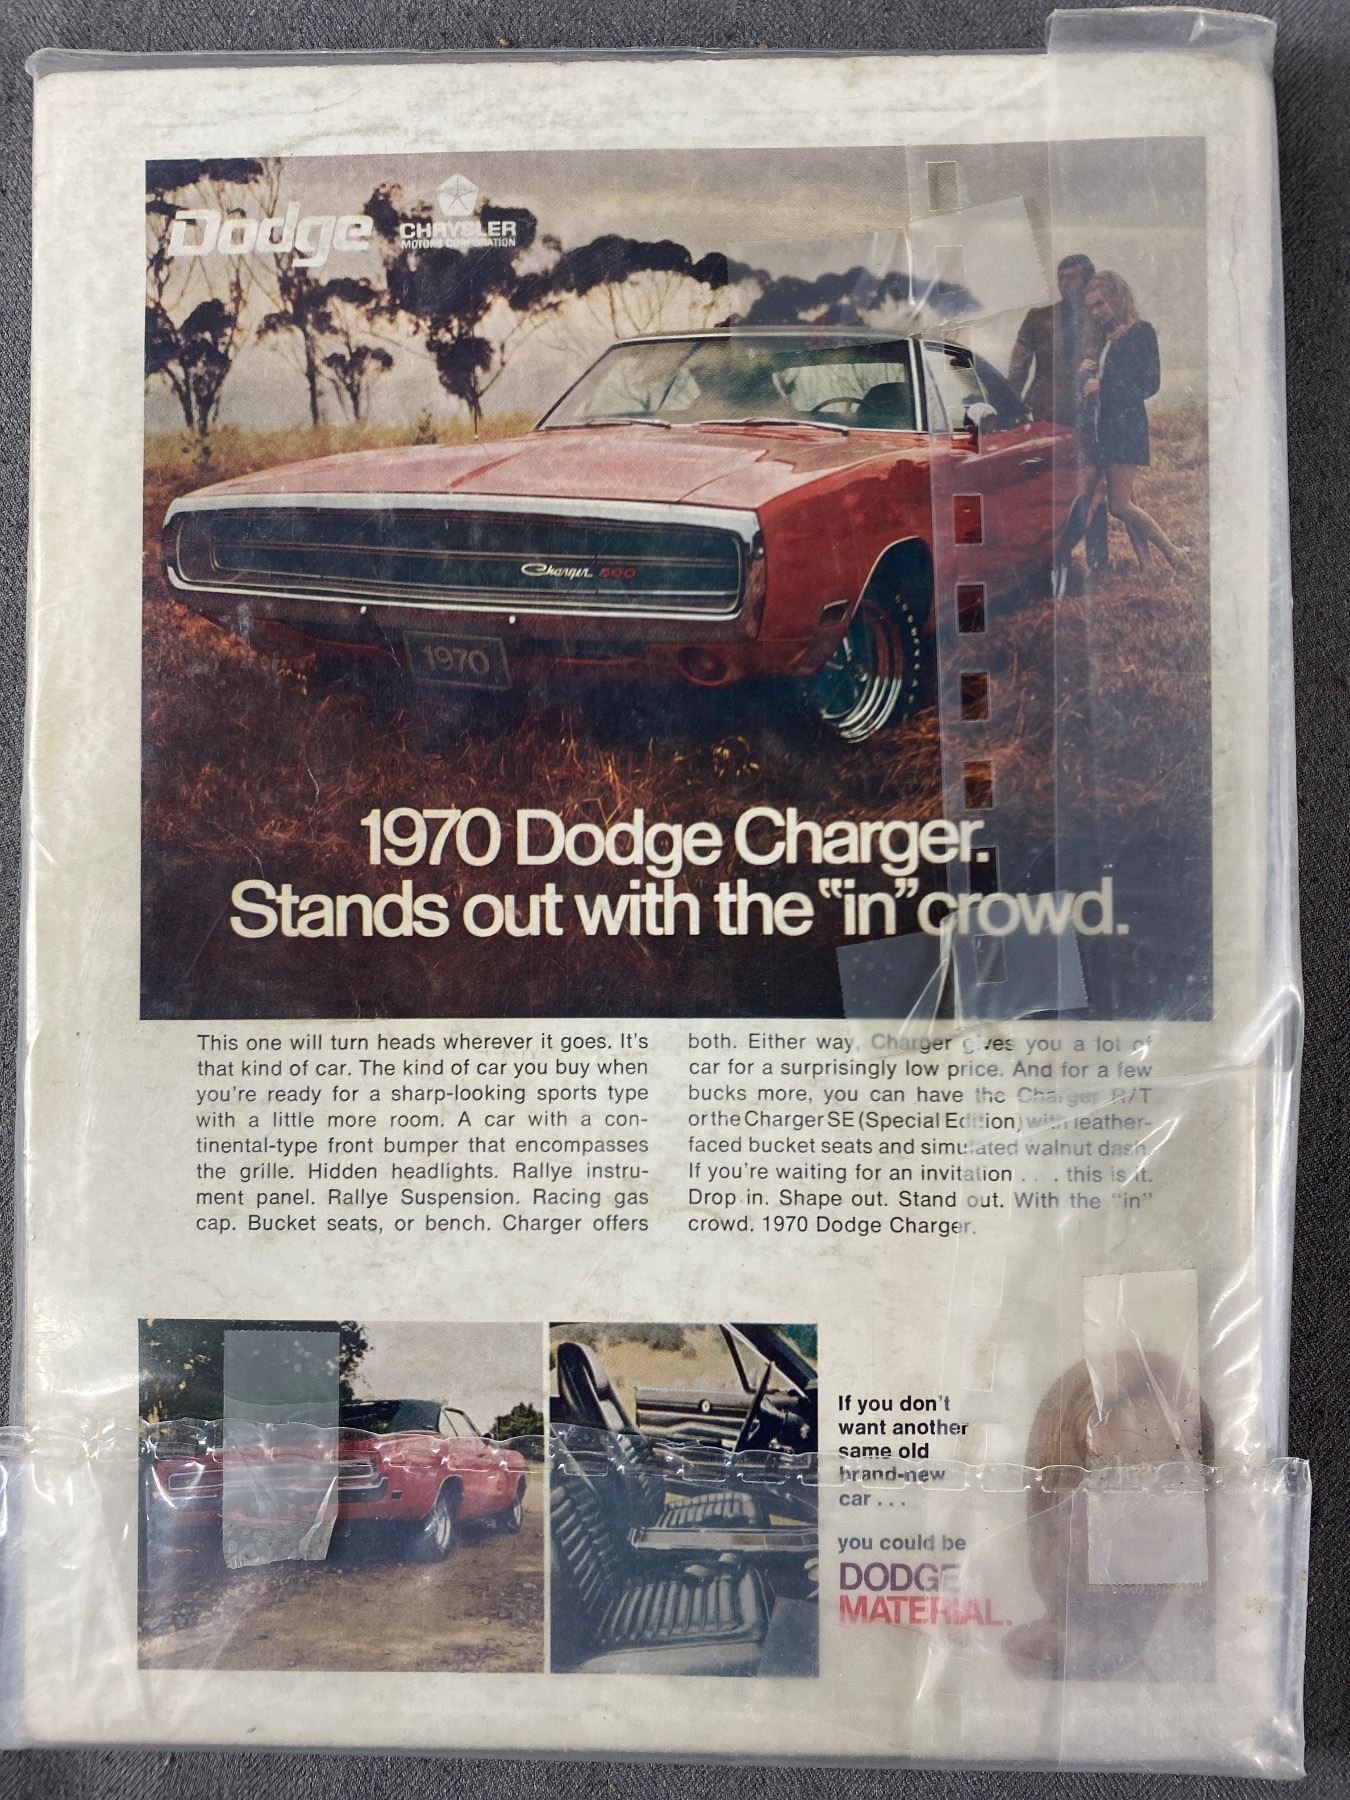 Dodge
CHRYSLER
MOTORS CORPORATION
Charger 500
1970
1970 Dodge Charger.
Stands out with the "in" crowd.
This one will turn heads wherever it goes. It's
that kind of car. The kind of car you buy when
you're ready for a sharp-looking sports type
with a little more room. A car with a con-
tinental-type front bumper that encompasses
the grille. Hidden headlights. Rallye instru-
ment panel. Rallye Suspension. Racing gas
cap. Bucket seats, or bench. Charger offers
both. Either way, Charger gives you a lot of
car for a surprisingly low price. And for a few
bucks more, you can have the Charger R/T
or the Charger SE (Special Edition) with leather-
faced bucket seats and simulated walnut dash.
If you're waiting for an invitation . . . this is it.
Drop in. Shape out. Stand out. With the "in"
crowd. 1970 Dodge Charger.
If you don't
want another
same old
brand-new
car . . .
you could be
DODGE
MATERIAL.